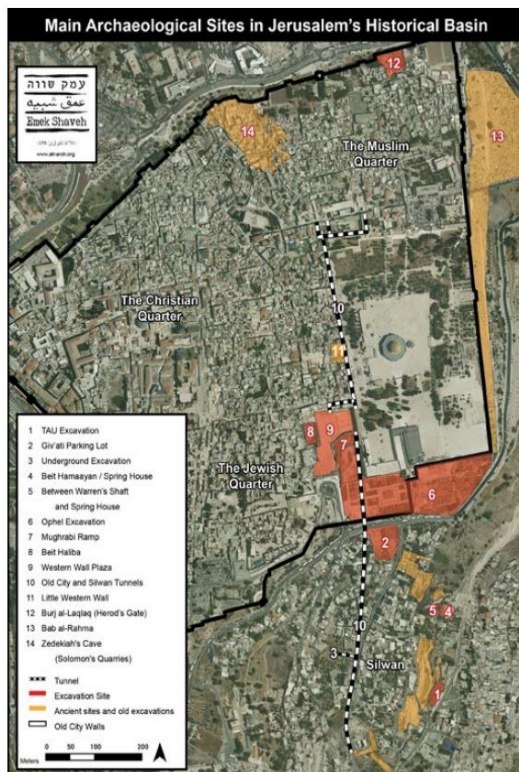 Main Archaeological Sites in Jerusalem's Historical Basin
עמק שווה
عمق شبيه
Emek Shaveh
www.alt-arch.org
12
14
The Muslim
Quarter
13
The Christian
Quarter
10
11
8
9
7
The Jewish
Quarter
6
2
5
4
10
3
Silwan
1
1 TAU Excavation
2 Giv'ati Parking Lot
3 Underground Excavation
4 Beit Hamaayan / Spring House
5 Between Warren's Shaft
and Spring House
6 Ophel Excavation
7 Mughrabi Ramp
8 Beit Haliba
9 Western Wall Plaza
10 Old City and Silwan Tunnels
11 Little Western Wall
12 Burj al-Laqlaq (Herod's Gate)
13 Bab al-Rahma
14 Zedekiah's Cave
(Solomon's Quarries)
Tunnel
Excavation Site
Ancient sites and old excavations
Old City Walls
0 50 100 200
Meters